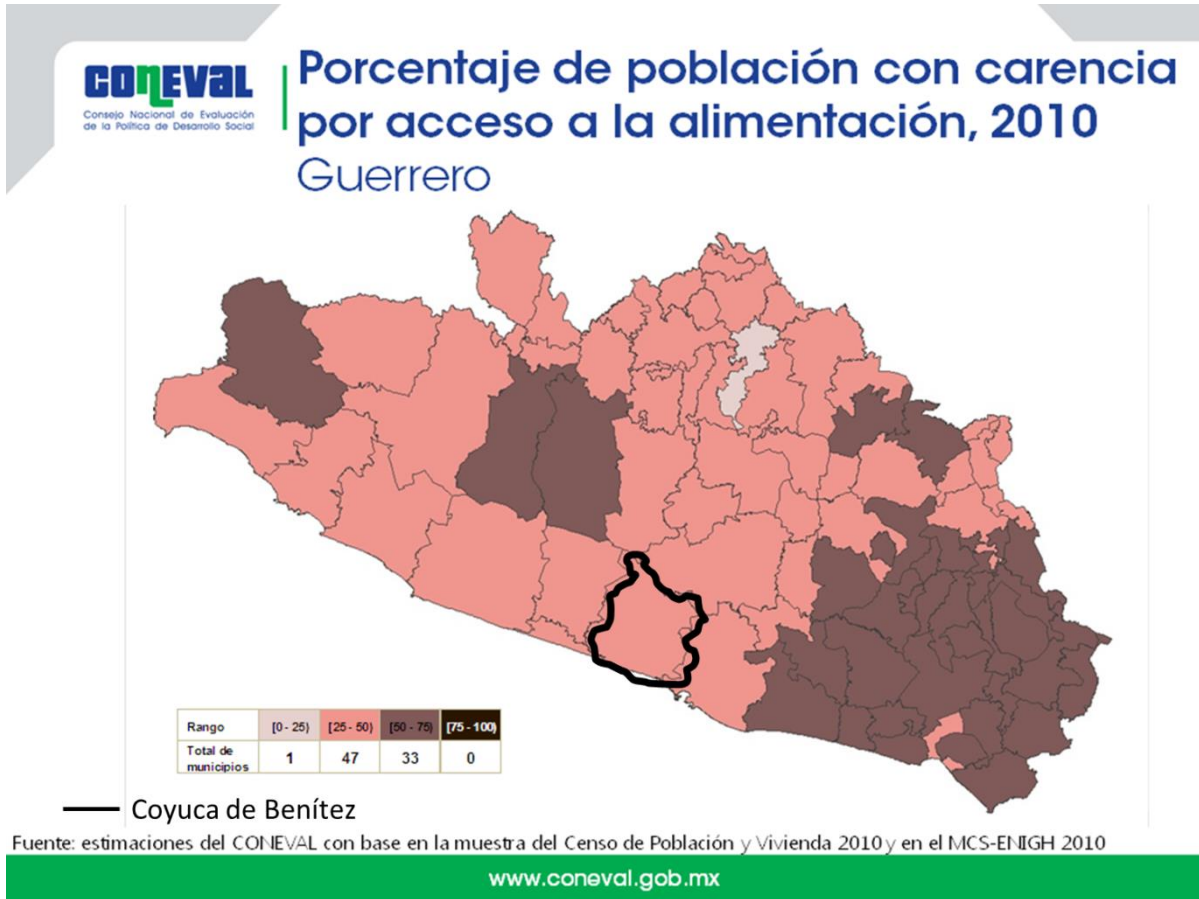 CONEVAL
Consejo Nacional de Evaluación
de la Política de Desarrollo Social
Porcentaje de población con carencia
por acceso a la alimentación, 2010
Guerrero
Rango [0 - 25) [25 - 50) [50 - 75) [75 - 100)
Total de municipios 1 47 33 0
Coyuca de Benítez
Fuente: estimaciones del CONEVAL con base en la muestra del Censo de Población y Vivienda 2010 y en el MCS-ENIGH 2010
www.coneval.gob.mx